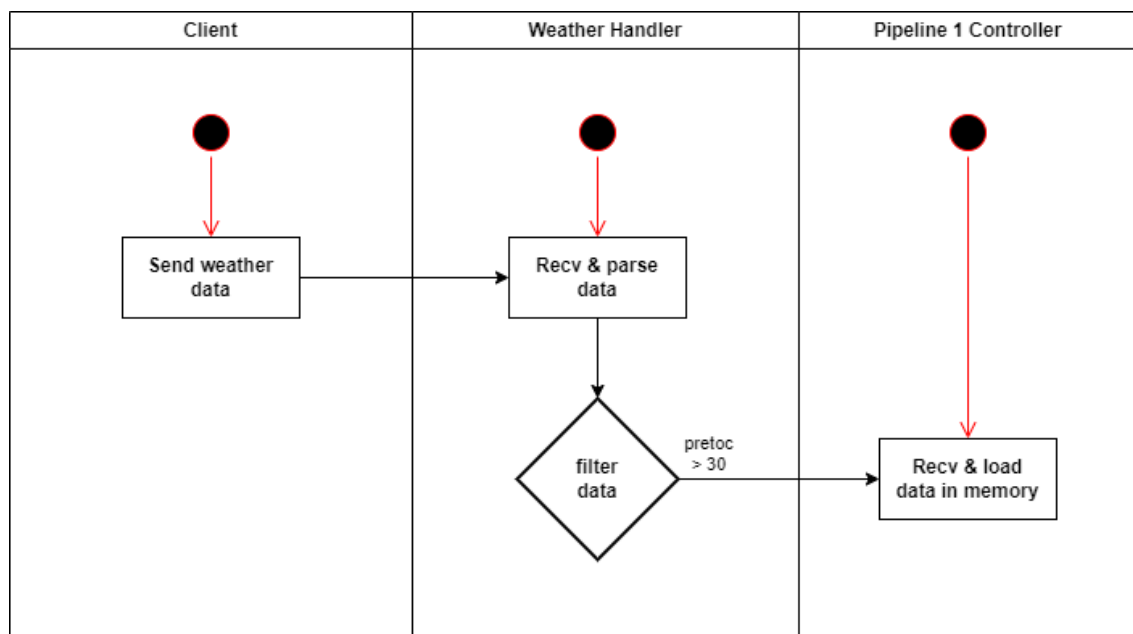 Client
Weather Handler
Pipeline 1 Controller
Send weather
data
Recv & parse
data
filter
data
pretoc
> 30
Recv & load
data in memory